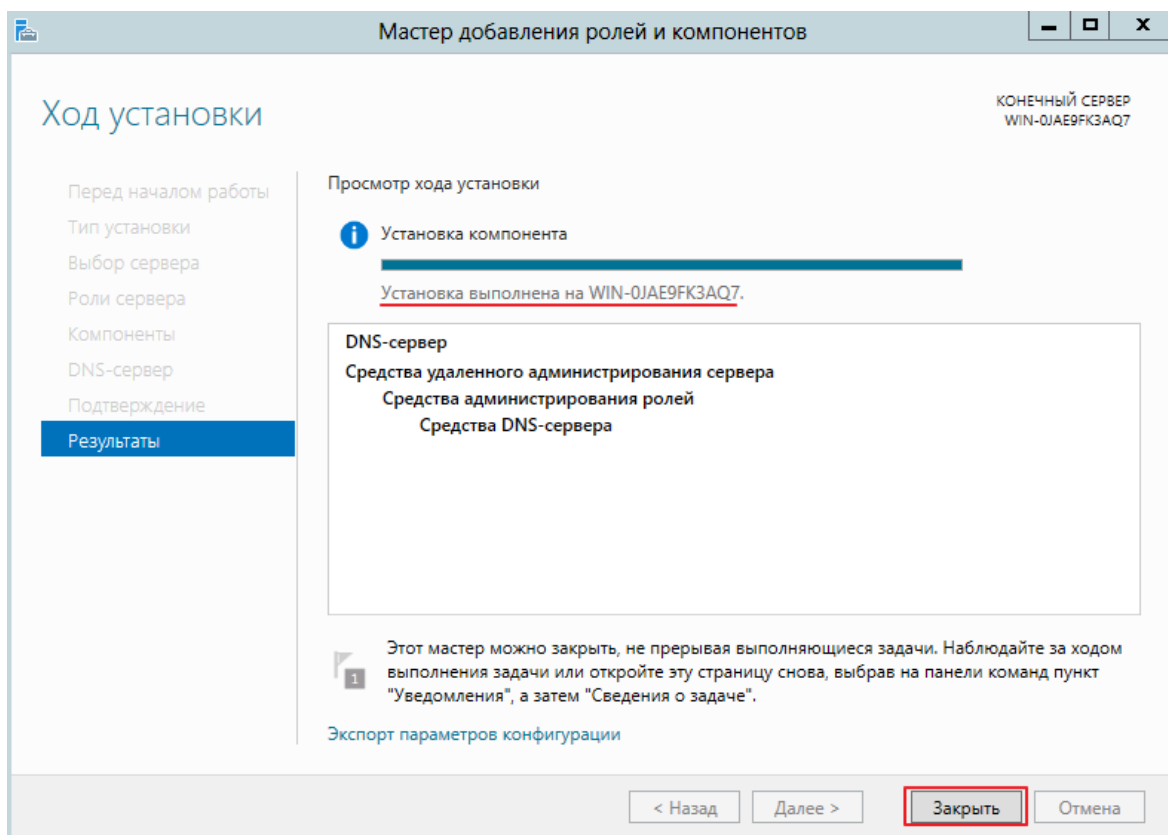 Мастер добавления ролей и компонентов
Ход установки
КОНЕЧНЫЙ СЕРВЕР
WIN-0JAE9FK3AQ7
Перед началом работы
Тип установки
Выбор сервера
Роли сервера
Компоненты
DNS-сервер
Подтверждение
Результаты
Просмотр хода установки
Установка компонента
Установка выполнена на WIN-0JAE9FK3AQ7.
DNS-сервер
Средства удаленного администрирования сервера
Средства администрирования ролей
Средства DNS-сервера
1
Этот мастер можно закрыть, не прерывая выполняющиеся задачи. Наблюдайте за ходом
выполнения задачи или откройте эту страницу снова, выбрав на панели команд пункт
"Уведомления", а затем "Сведения о задаче".
Экспорт параметров конфигурации
< Назад
Далее >
Закрыть
Отмена